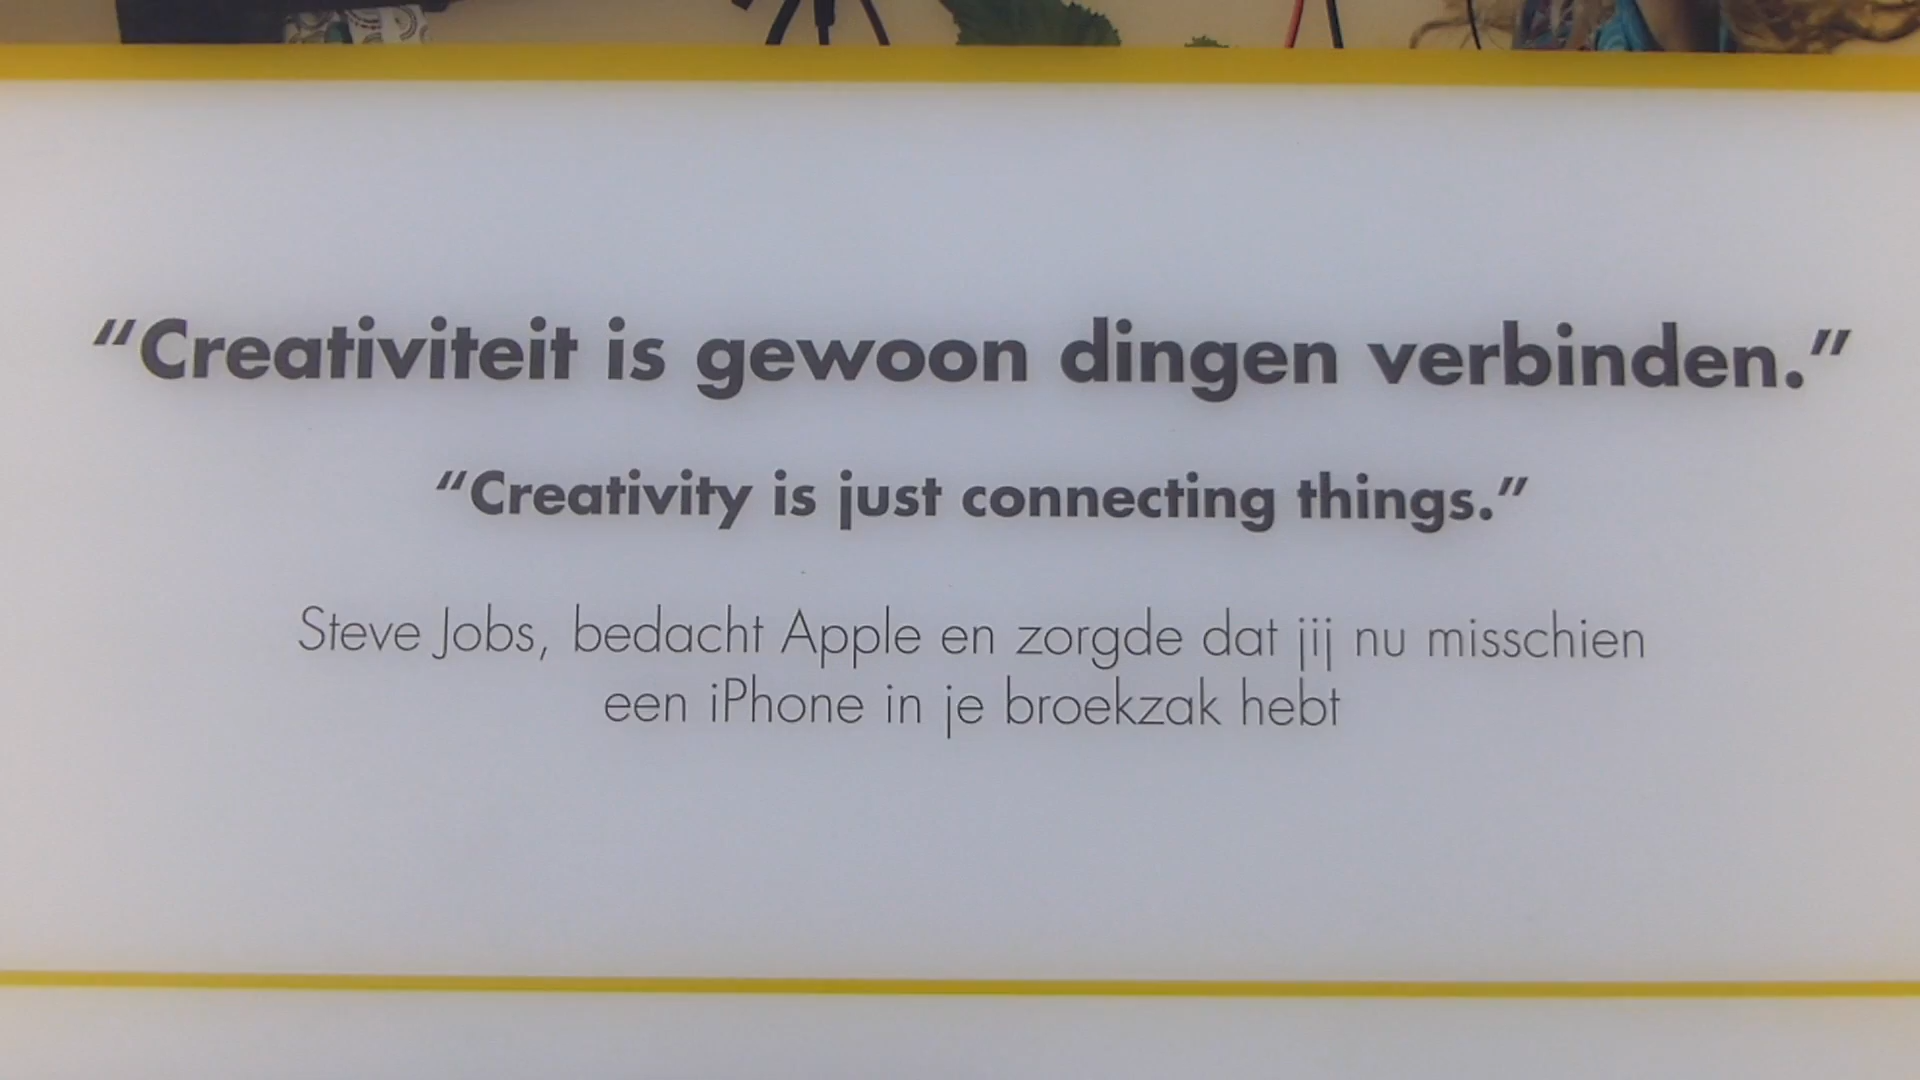 “Creativiteit is gewoon dingen verbinden.”
“Creativity is just connecting things.”
Steve Jobs, bedacht Apple en zorgde dat jij nu misschien
een iPhone in je broekzak hebt